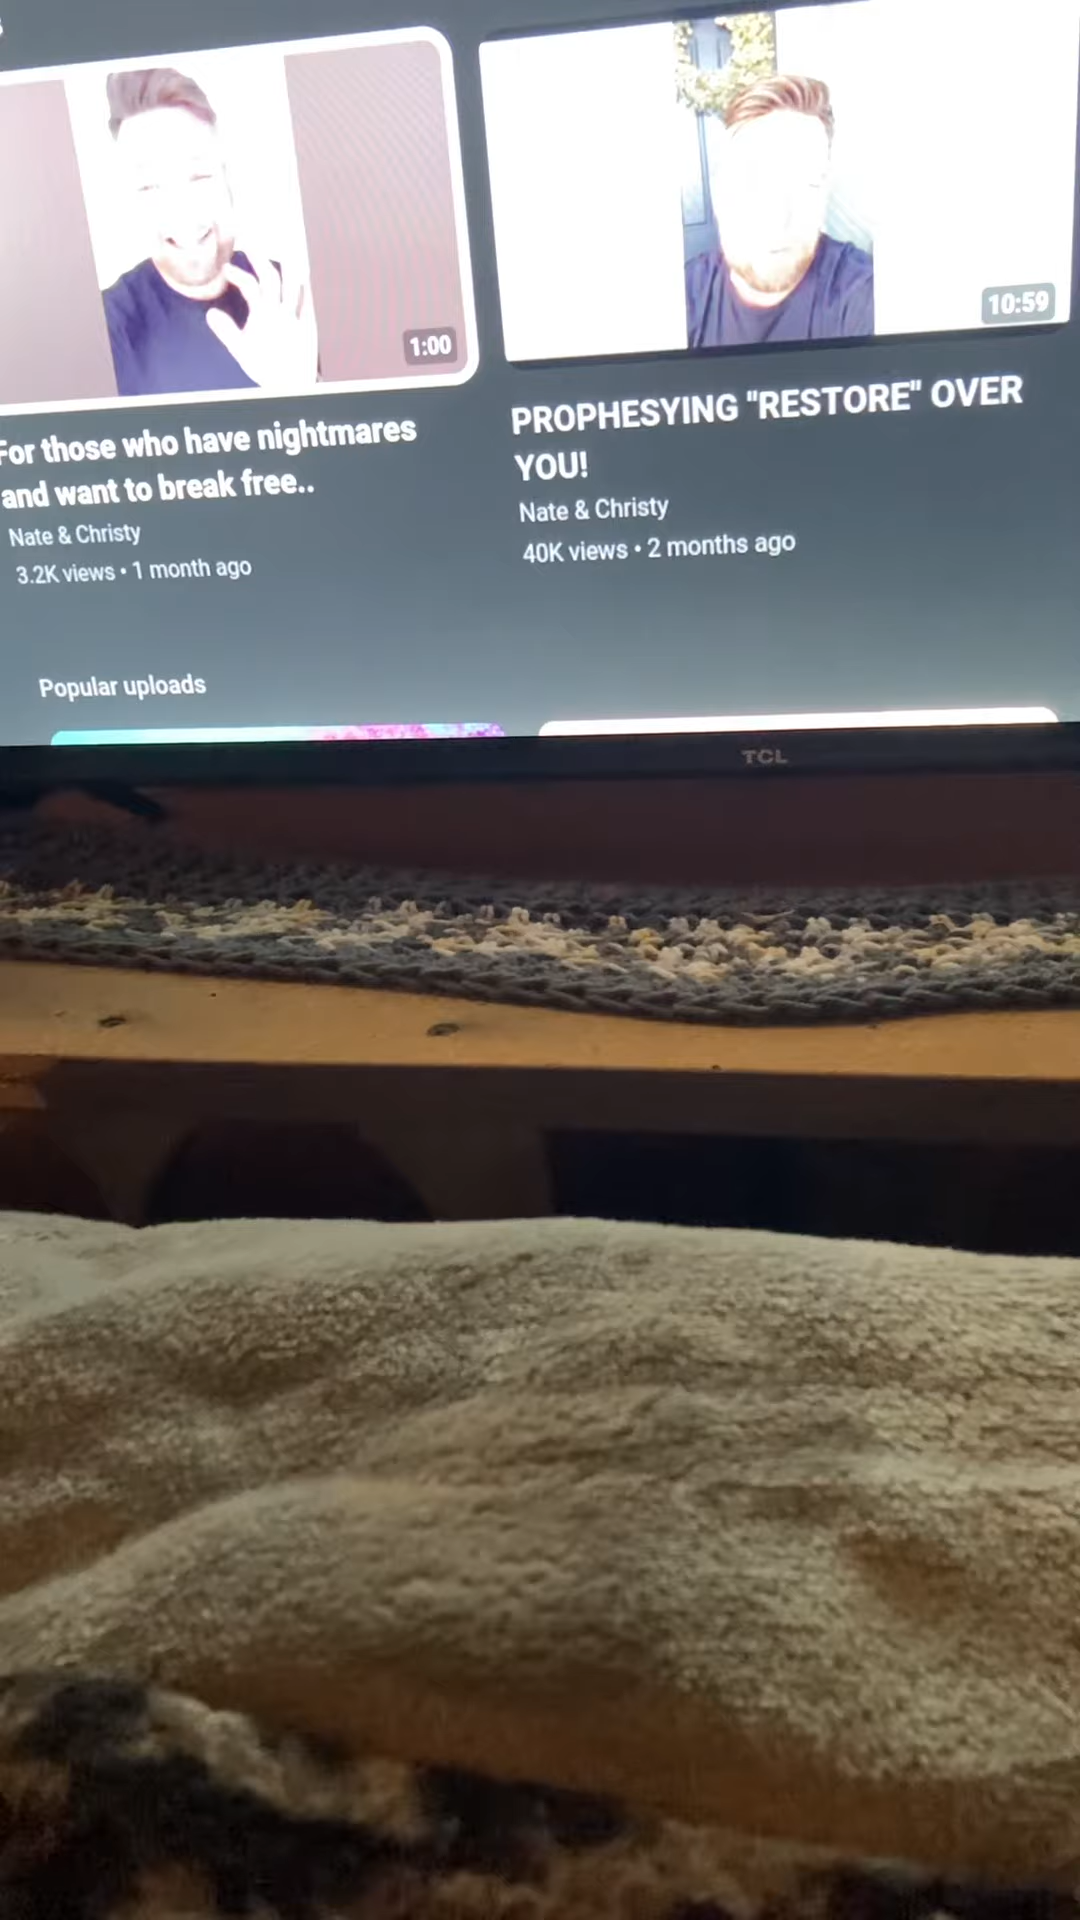 1:00
10:59
For those who have nightmares
and want to break free..
Nate & Christy
3.2K views • 1 month ago
PROPHESYING "RESTORE" OVER
YOU!
Nate & Christy
40K views • 2 months ago
Popular uploads
TCL